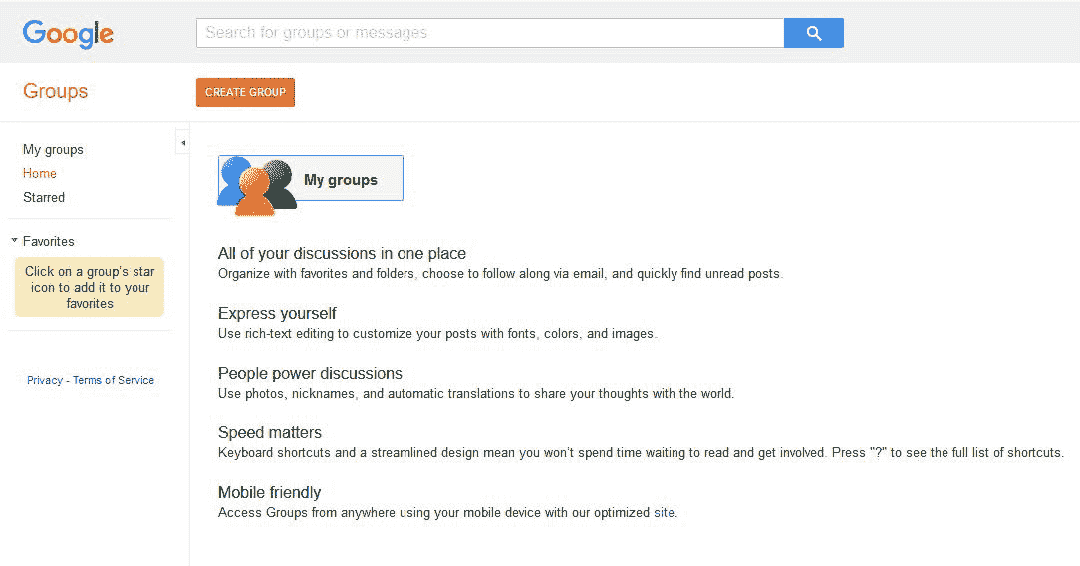 Google
Search for groups or messages
Groups
CREATE GROUP
My groups
Home
Starred
Favorites
Click on a group's star
icon to add it to your
favorites
Privacy - Terms of Service
My groups
All of your discussions in one place
Organize with favorites and folders, choose to follow along via email, and quickly find unread posts.
Express yourself
Use rich-text editing to customize your posts with fonts, colors, and images.
People power discussions
Use photos, nicknames, and automatic translations to share your thoughts with the world.
Speed matters
Keyboard shortcuts and a streamlined design mean you won't spend time waiting to read and get involved. Press "?" to see the full list of shortcuts.
Mobile friendly
Access Groups from anywhere using your mobile device with our optimized site.